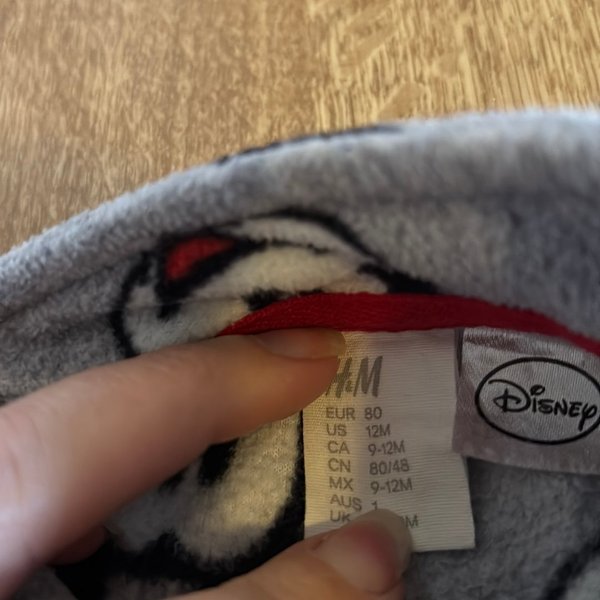 H&M
EUR 80
US 12M
CA 9-12M
CN 80/48
MX 9-12M
AUS 1
UK
Disney